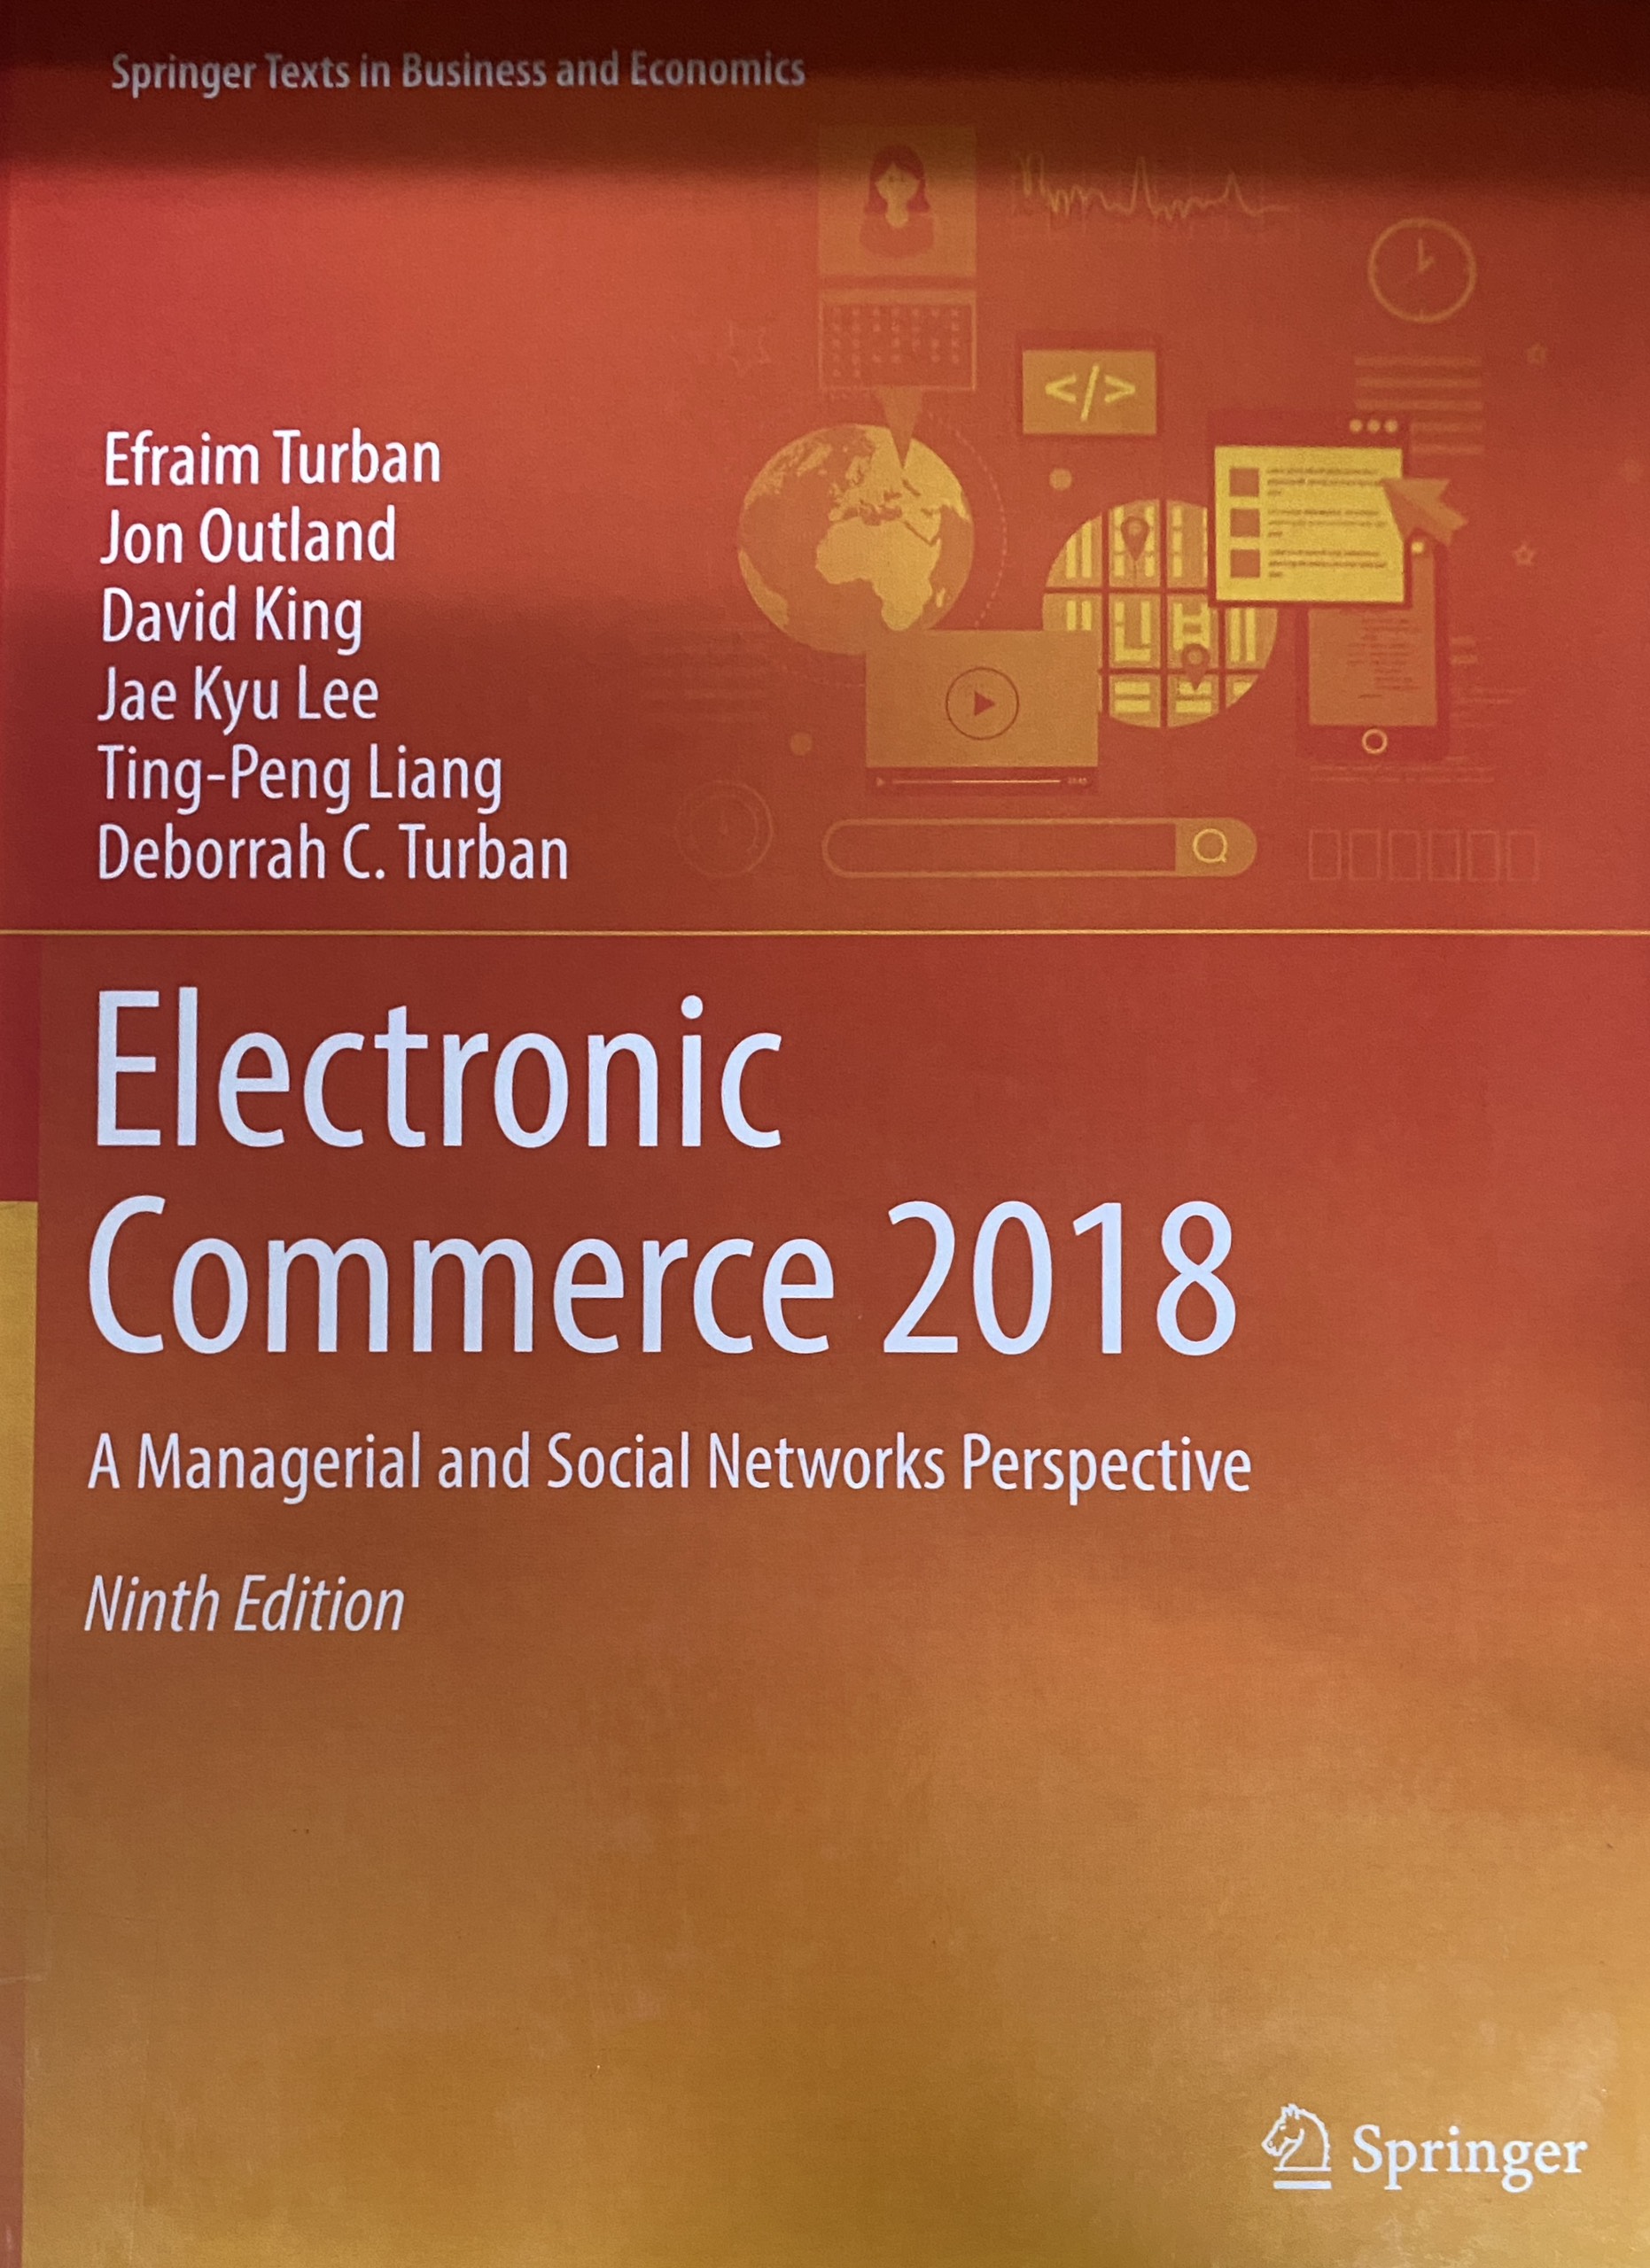 Springer Texts in Business and Economics
</>
Efraim Turban
Jon Outland
David King
Jae Kyu Lee
Ting-Peng Liang
Deborrah C. Turban
Electronic
Commerce 2018
A Managerial and Social Networks Perspective
Ninth Edition
Springer